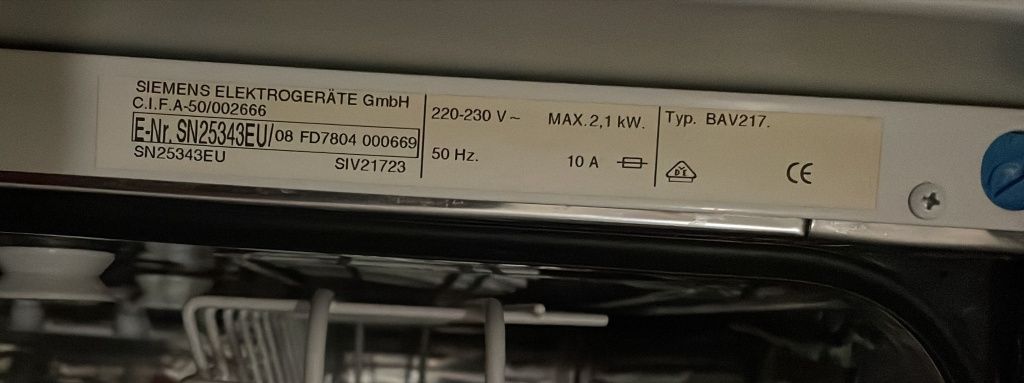 SIEMENS ELEKTROGERÄTE GmbH
C.I.F.A-50/002666
E-Nr. SN25343EU/08 FD7804 000669
SN25343EU SIV21723
220-230 V~ MAX.2,1 kW.
50 Hz. 10 A
Typ. BAV217.
DE
CE